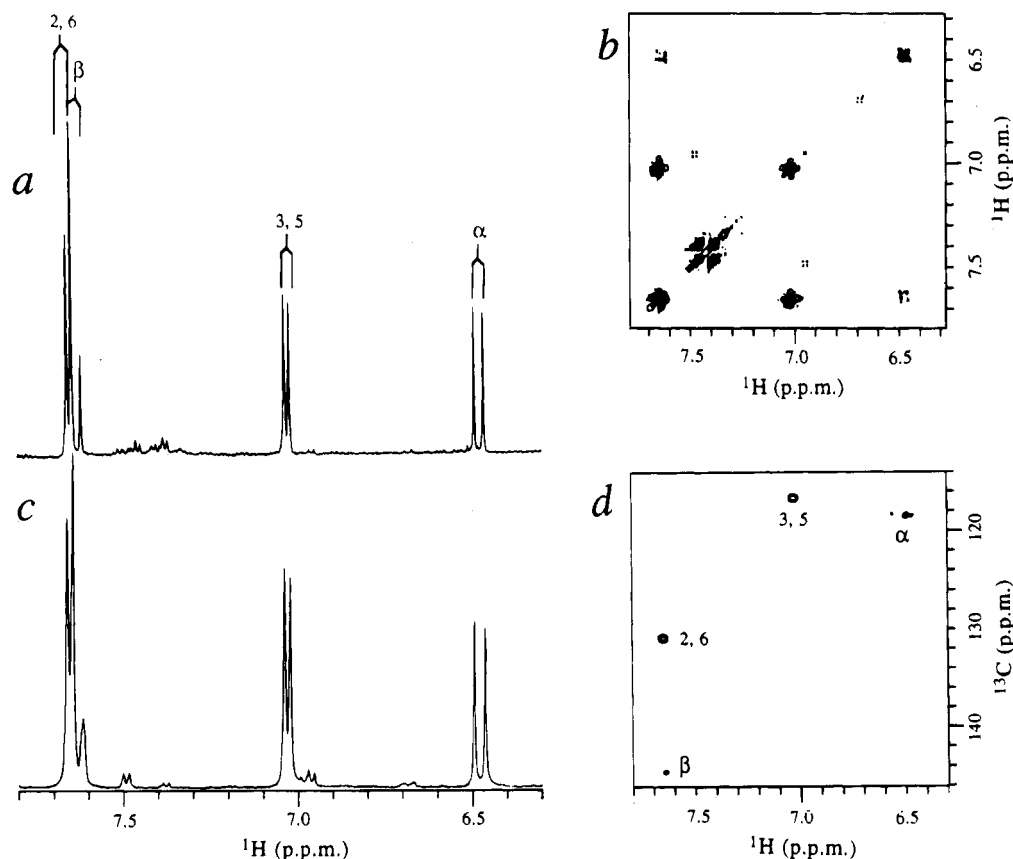 2, 6
β
a
3, 5
α
b
6.5
7.0
7.5
¹H (p.p.m.)
7.5
7.0
6.5
¹H (p.p.m.)
c
7.5
7.0
6.5
¹H (p.p.m.)
d
3, 5
α
2, 6
β
120
130
140
¹³C (p.p.m.)
7.5
7.0
6.5
¹H (p.p.m.)